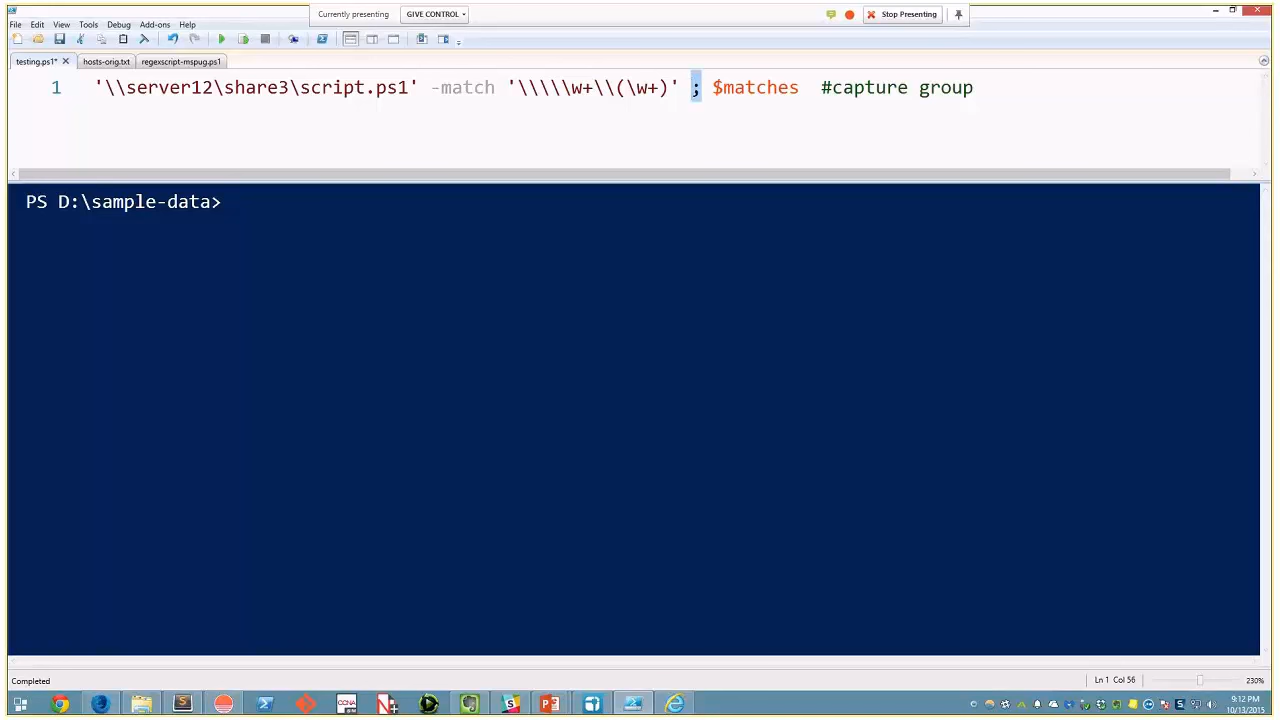 Currently presenting GIVE CONTROL Stop Presenting
File Edit View Tools Debug Add-ons Help
testing.ps1* hosts-orig.txt regexscript-mspug.ps1
1 '\\server12\share3\script.ps1' -match '\\\\\w+\\(\w+)' ; $matches #capture group
PS D:\sample-data>
Completed Ln 1 Col 56 230%
9:12 PM
10/13/2015